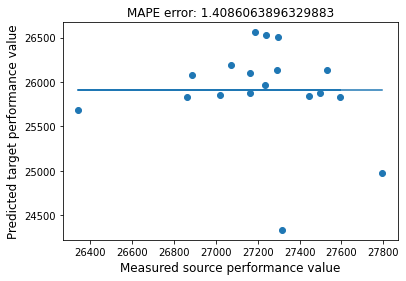 MAPE error: 1.4086063896329883
Predicted target performance value
26500
26000
25500
25000
24500
26400 26600 26800 27000 27200 27400 27600 27800
Measured source performance value